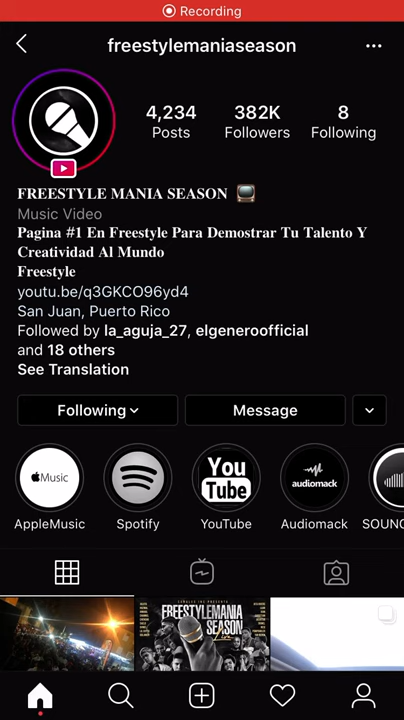 Recording
freestylemaniaseason
4,234 382K 8
Posts Followers Following
FREESTYLE MANIA SEASON
Music Video
Pagina #1 En Freestyle Para Demostrar Tu Talento Y
Creatividad Al Mundo
Freestyle
youtu.be/q3GKCO96yd4
San Juan, Puerto Rico
Followed by la_aguja_27, elgeneroofficial
and 18 others
See Translation
Following Message
Music You Tube audiomack
AppleMusic Spotify YouTube Audiomack SOUNC
FREESTYLEMANIA
SEASON
Live